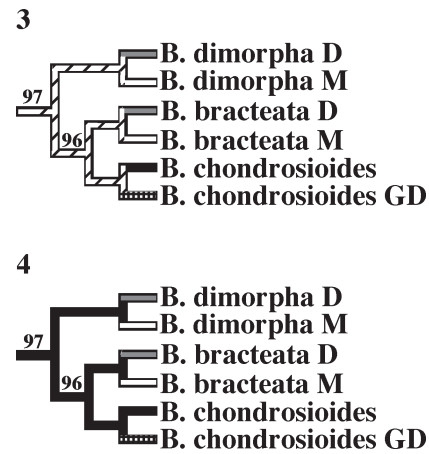 3
B. dimorpha D
B. dimorpha M
97
B. bracteata D
96
B. bracteata M
B. chondrosioides
B. chondrosioides GD
4
B. dimorpha D
B. dimorpha M
97
B. bracteata D
96
B. bracteata M
B. chondrosioides
B. chondrosioides GD